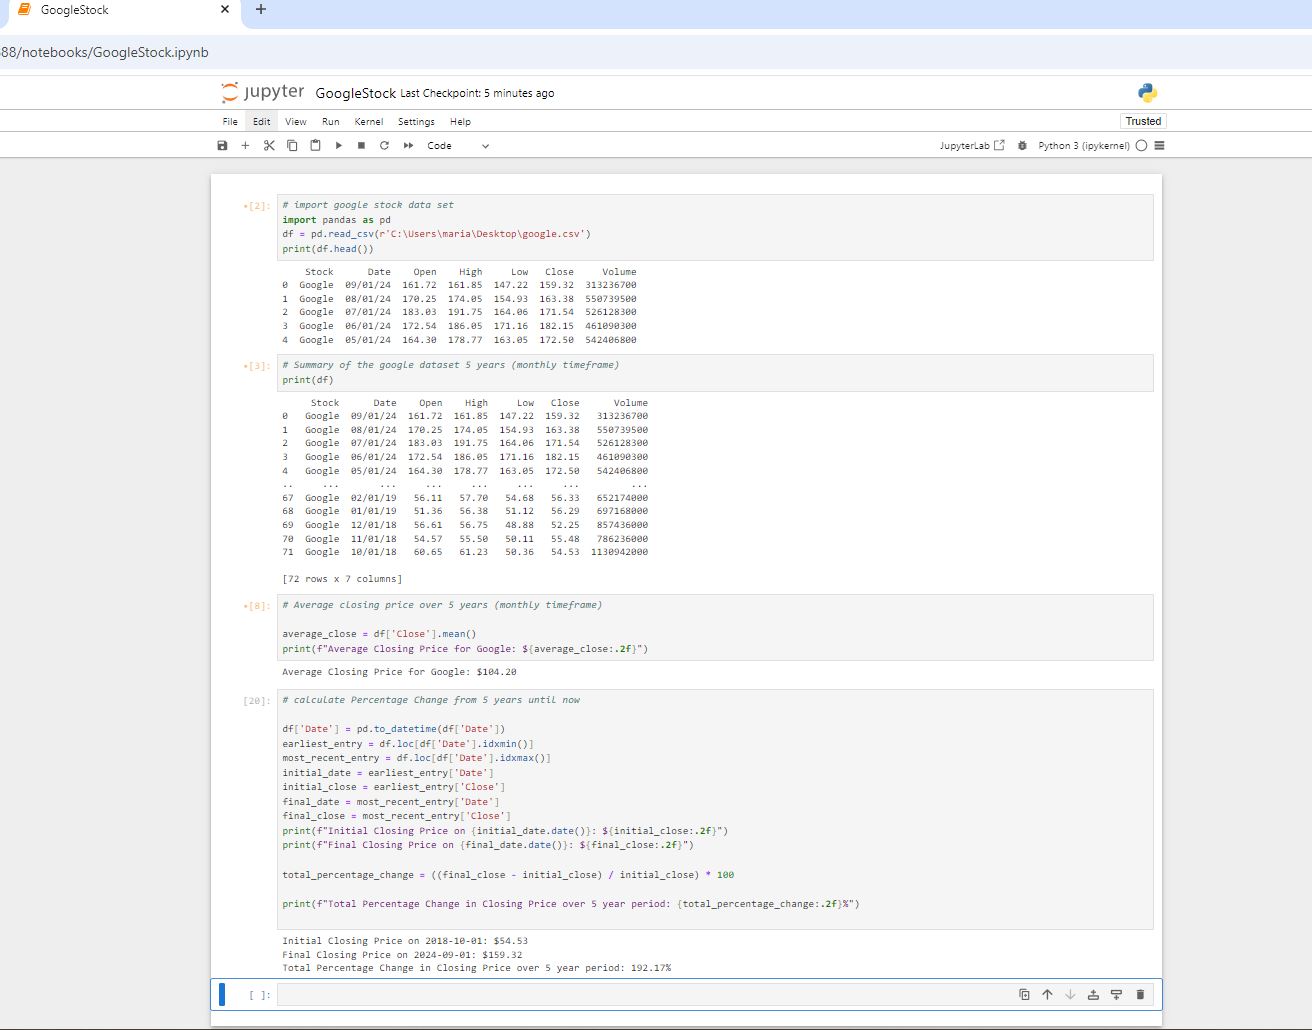 GoogleStock
88/notebooks/GoogleStock.ipynb
jupyter GoogleStock Last Checkpoint: 5 minutes ago
File Edit View Run Kernel Settings Help Trusted
Code JupyterLab Python 3 (ipykernel)
[2]: # import google stock data set
import pandas as pd
df = pd.read_csv(r'C:\Users\maria\Desktop\google.csv')
print(df.head())
Stock Date Open High Low Close Volume
0 Google 09/01/24 161.72 161.85 147.22 159.32 313236700
1 Google 08/01/24 170.25 174.05 154.93 163.38 550739500
2 Google 07/01/24 183.03 191.75 164.06 171.54 526128300
3 Google 06/01/24 172.54 186.05 171.16 182.15 461090300
4 Google 05/01/24 164.30 178.77 163.05 172.50 542406800
[3]: # Summary of the google dataset 5 years (monthly timeframe)
print(df)
Stock Date Open High Low Close Volume
0 Google 09/01/24 161.72 161.85 147.22 159.32 313236700
1 Google 08/01/24 170.25 174.05 154.93 163.38 550739500
2 Google 07/01/24 183.03 191.75 164.06 171.54 526128300
3 Google 06/01/24 172.54 186.05 171.16 182.15 461090300
4 Google 05/01/24 164.30 178.77 163.05 172.50 542406800
.. ... ... ... ... ... ... ...
67 Google 02/01/19 56.11 57.70 54.68 56.33 652174000
68 Google 01/01/19 51.36 56.38 51.12 56.29 697168000
69 Google 12/01/18 56.61 56.75 48.88 52.25 857436000
70 Google 11/01/18 54.57 55.50 50.11 55.48 786236000
71 Google 10/01/18 60.65 61.23 50.36 54.53 1130942000
[72 rows x 7 columns]
[8]: # Average closing price over 5 years (monthly timeframe)
average_close = df['Close'].mean()
print(f"Average Closing Price for Google: ${average_close:.2f}")
Average Closing Price for Google: $104.20
[20]: # calculate Percentage Change from 5 years until now
df['Date'] = pd.to_datetime(df['Date'])
earliest_entry = df.loc[df['Date'].idxmin()]
most_recent_entry = df.loc[df['Date'].idxmax()]
initial_date = earliest_entry['Date']
initial_close = earliest_entry['Close']
final_date = most_recent_entry['Date']
final_close = most_recent_entry['Close']
print(f"Initial Closing Price on {initial_date.date()}: ${initial_close:.2f}")
print(f"Final Closing Price on {final_date.date()}: ${final_close:.2f}")
total_percentage_change = ((final_close - initial_close) / initial_close) * 100
print(f"Total Percentage Change in Closing Price over 5 year period: {total_percentage_change:.2f}%")
Initial Closing Price on 2018-10-01: $54.53
Final Closing Price on 2024-09-01: $159.32
Total Percentage Change in Closing Price over 5 year period: 192.17%
[ ]: